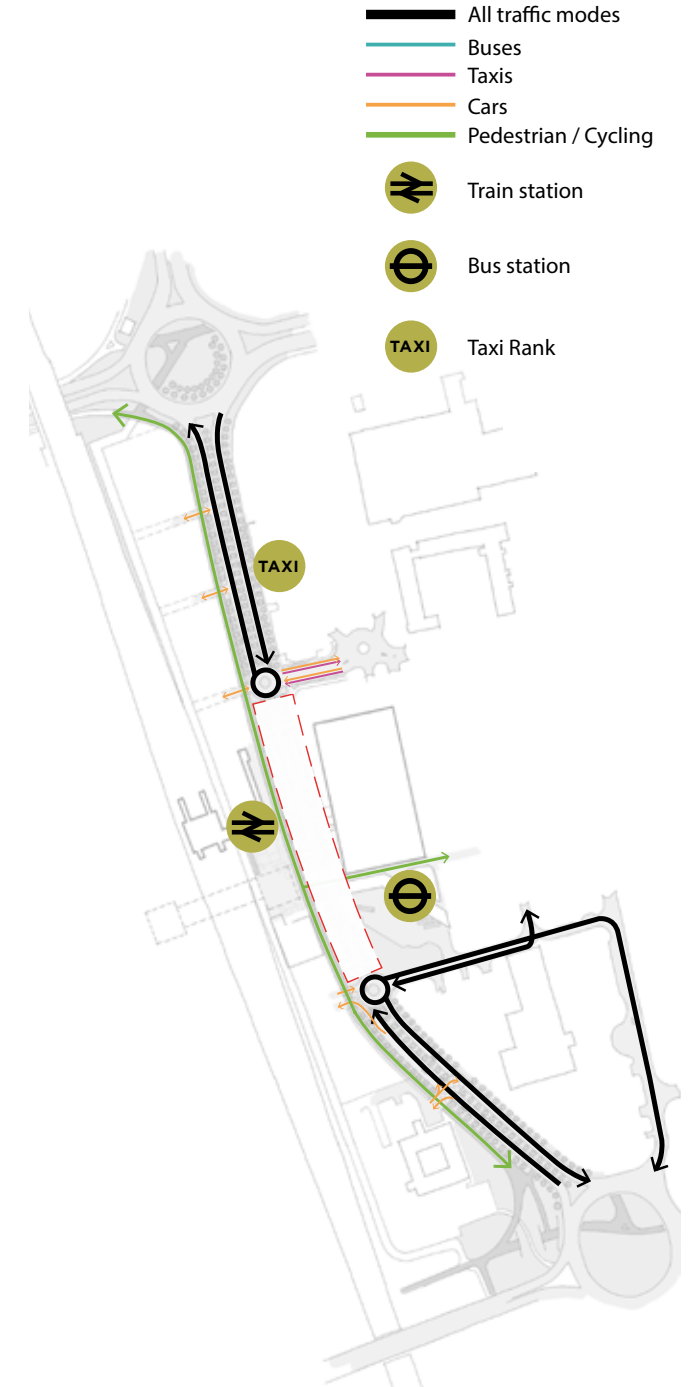 All traffic modes
Buses
Taxis
Cars
Pedestrian / Cycling
Train station
Bus station
TAXI Taxi Rank
TAXI